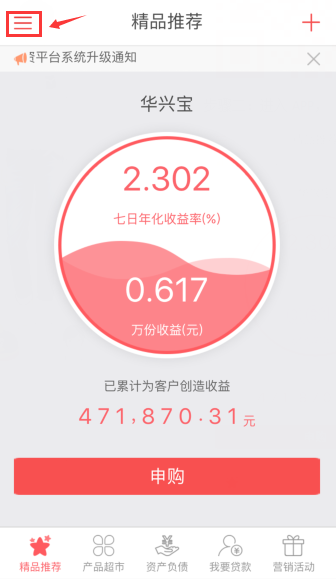 精品推荐
资平台系统升级通知
华兴宝
2.302
七日年化收益率(%)
0.617
万份收益(元)
已累计为客户创造收益
471,870.31元
申购
精品推荐 产品超市 资产负债 我要贷款 营销活动